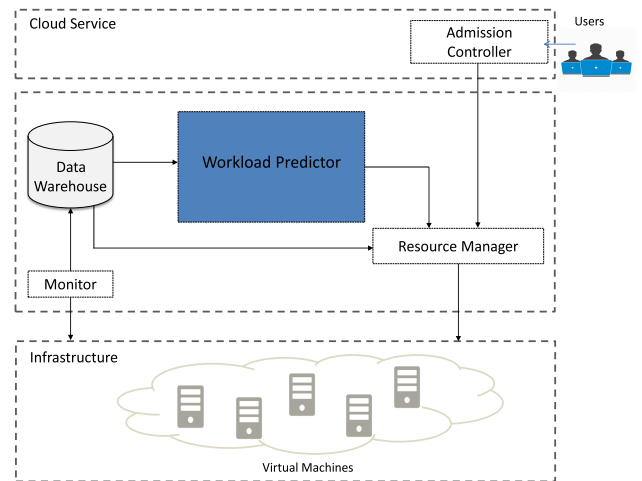 Cloud Service
Users
Admission
Controller
Data
Warehouse
Workload Predictor
Resource Manager
Monitor
Infrastructure
Virtual Machines